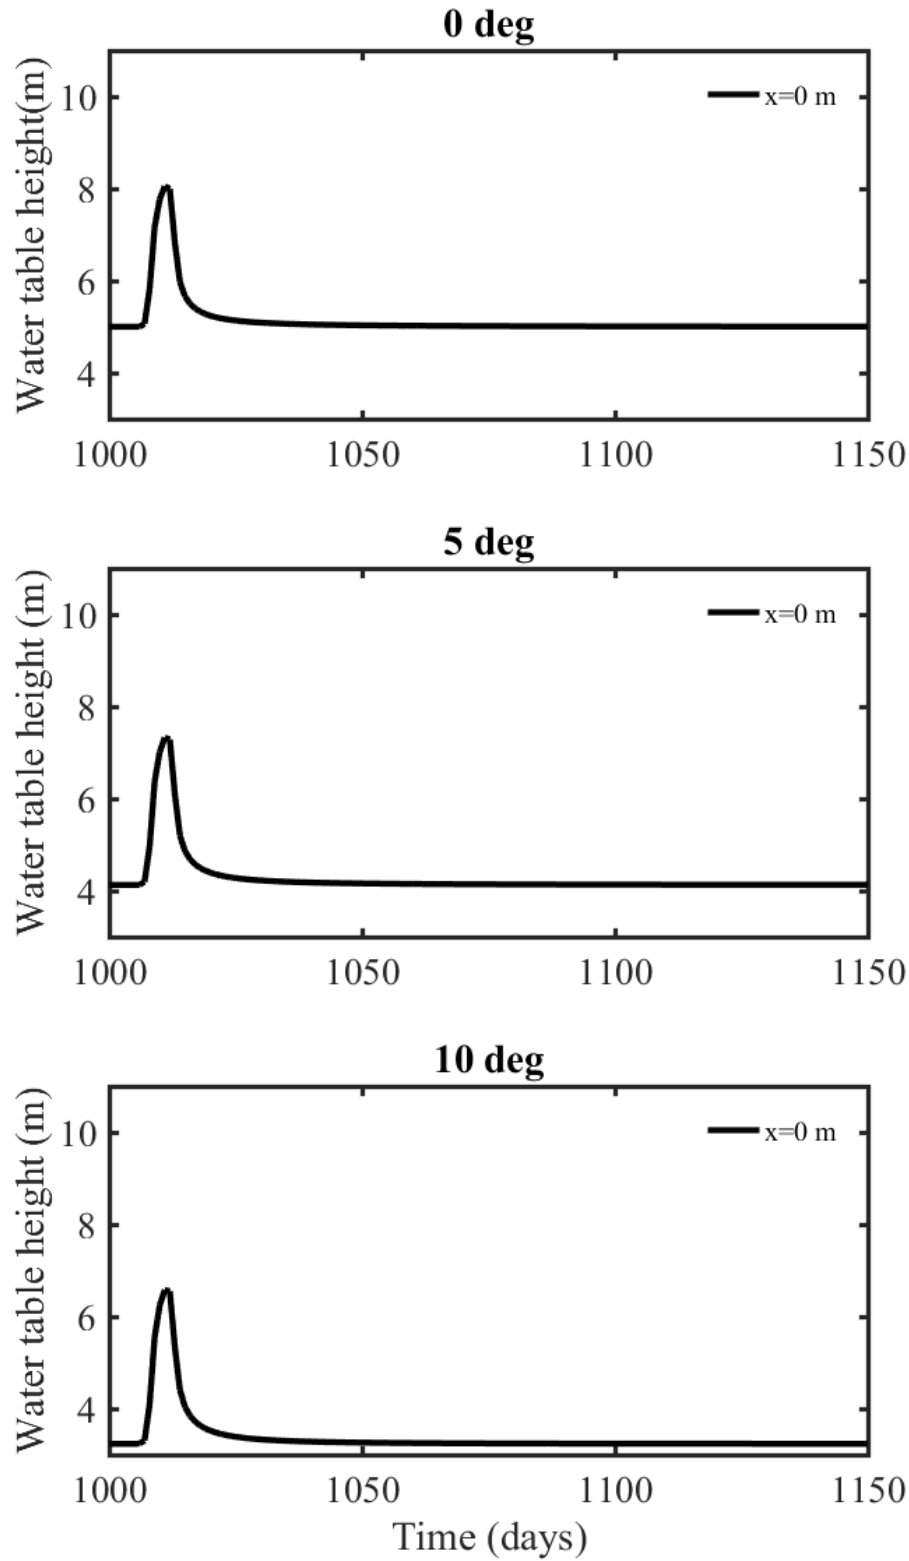 0 deg
Water table height(m)
10
8
6
4
x=0 m
1000 1050 1100 1150
5 deg
Water table height (m)
10
8
6
4
x=0 m
1000 1050 1100 1150
10 deg
Water table height (m)
10
8
6
4
x=0 m
1000 1050 1100 1150
Time (days)